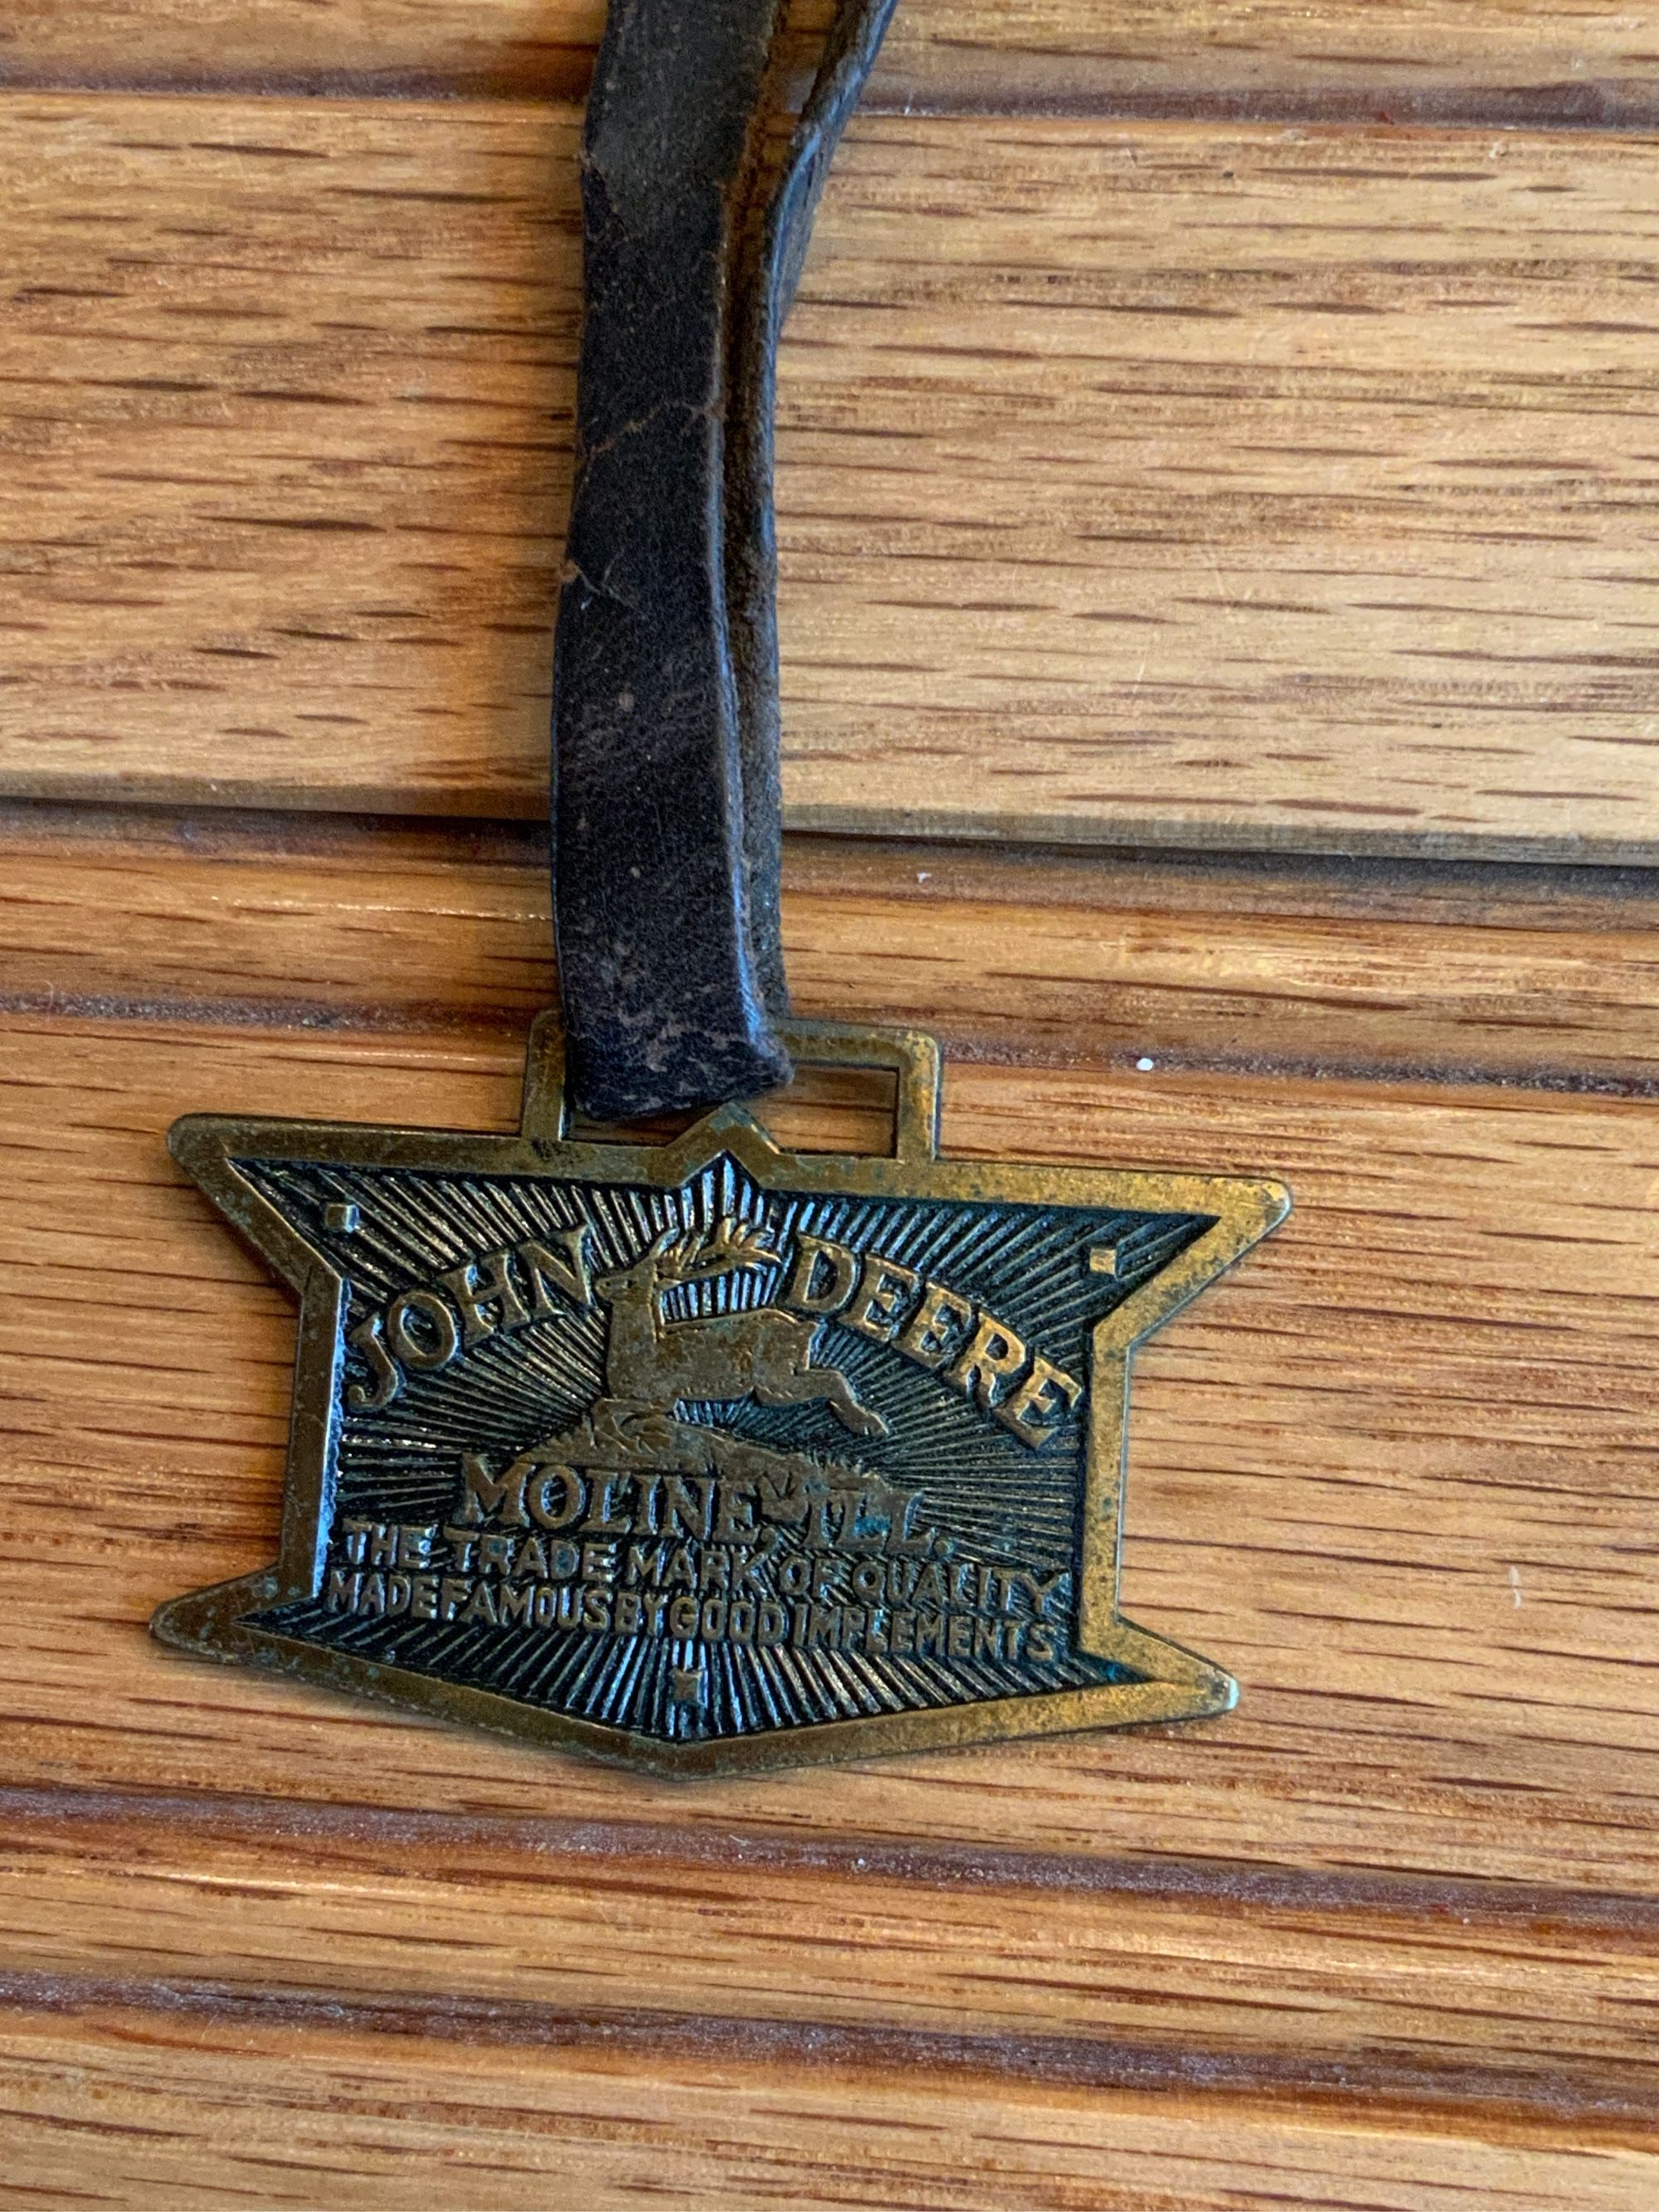 JOHN DEERE
MOLINE, ILL.
THE TRADE MARK OF QUALITY
MADE FAMOUS BY GOOD IMPLEMENTS